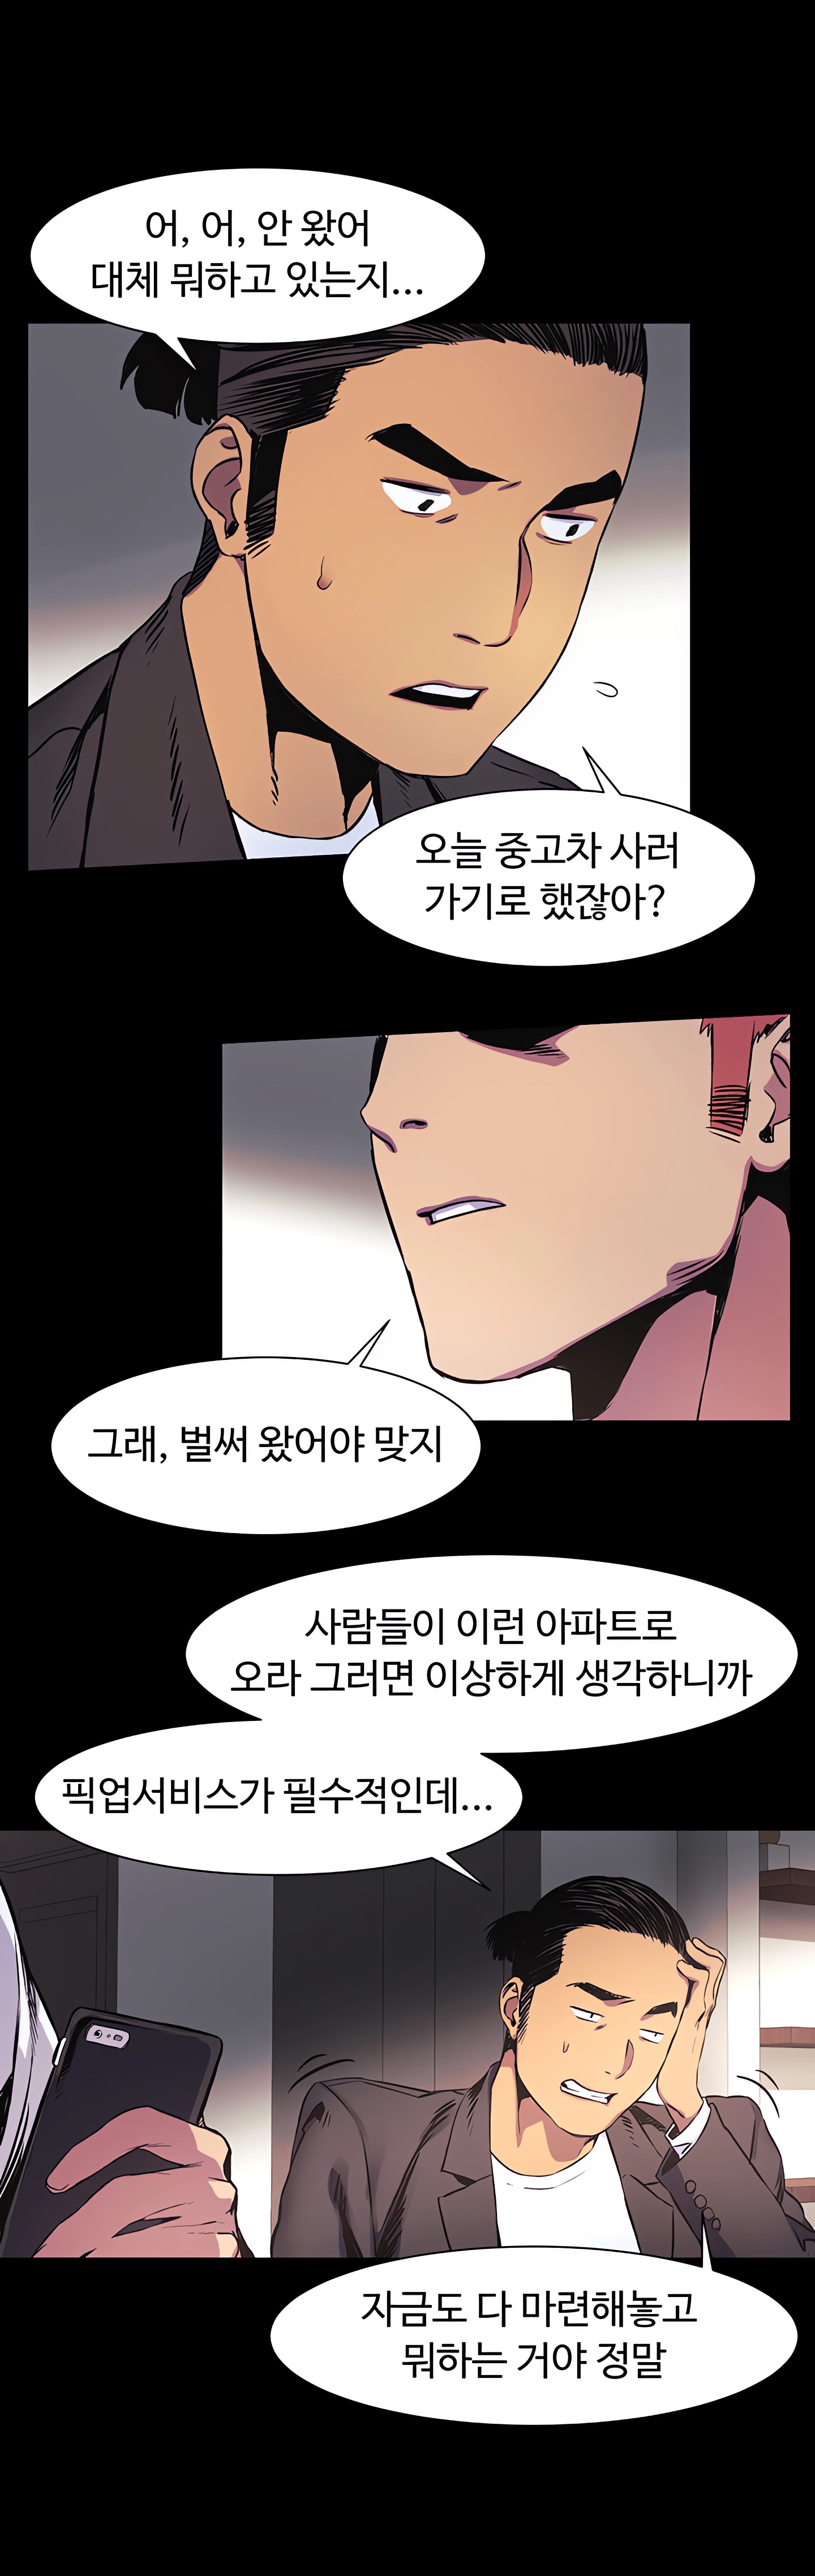 어, 어, 안 왔어
대체 뭐하고 있는지...
오늘 중고차 사러
가기로 했잖아?
그래, 벌써 왔어야 맞지
사람들이 이런 아파트로
오라 그러면 이상하게 생각하니까
픽업서비스가 필수적인데...
자금도 다 마련해놓고
뭐하는 거야 정말